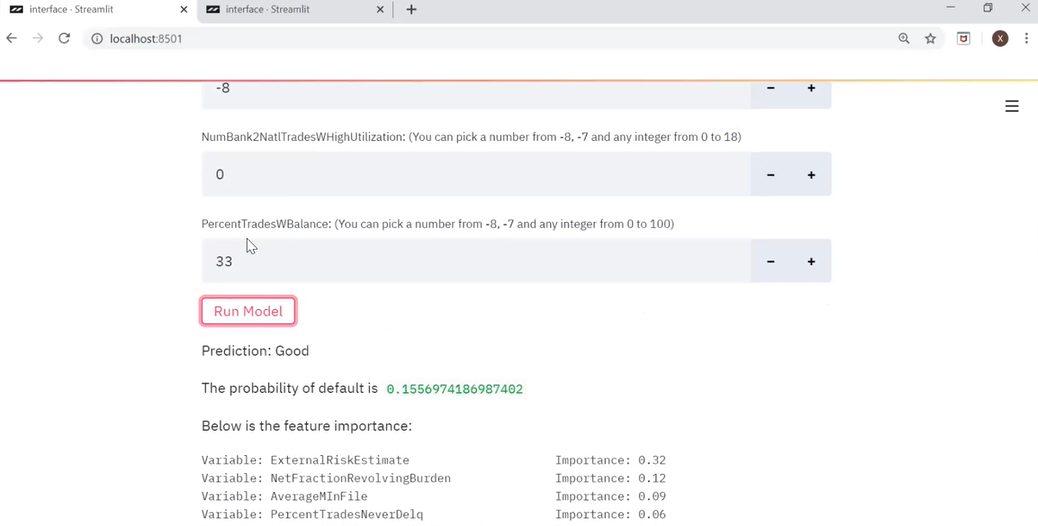 interface · Streamlit
interface · Streamlit
localhost:8501
X
-8
NumBank2NatlTradesWHighUtilization: (You can pick a number from -8, -7 and any integer from 0 to 18)
0
PercentTradesWBalance: (You can pick a number from -8, -7 and any integer from 0 to 100)
33
Run Model
Prediction: Good
The probability of default is 0.1556974186987402
Below is the feature importance:
Variable: ExternalRiskEstimate Importance: 0.32
Variable: NetFractionRevolvingBurden Importance: 0.12
Variable: AverageMInFile Importance: 0.09
Variable: PercentTradesNeverDelq Importance: 0.06